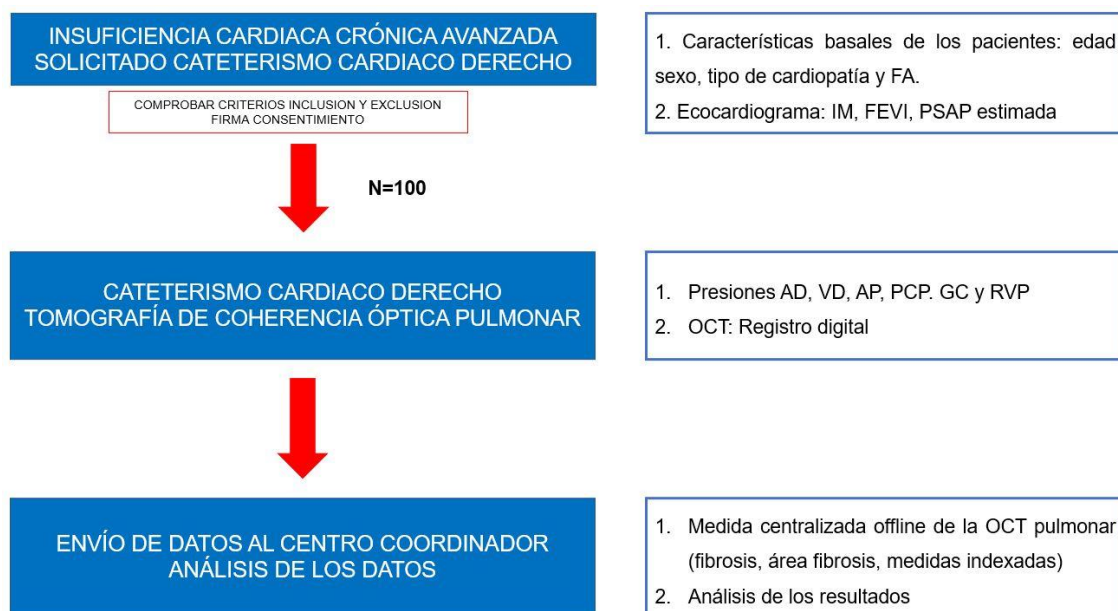 INSUFICIENCIA CARDIACA CRÓNICA AVANZADA
SOLICITADO CATETERISMO CARDIACO DERECHO
COMPROBAR CRITERIOS INCLUSION Y EXCLUSION
FIRMA CONSENTIMIENTO
1. Características basales de los pacientes: edad
sexo, tipo de cardiopatía y FA.
2. Ecocardiograma: IM, FEVI, PSAP estimada
N=100
CATETERISMO CARDIACO DERECHO
TOMOGRAFÍA DE COHERENCIA ÓPTICA PULMONAR
1. Presiones AD, VD, AP, PCP. GC y RVP
2. OCT: Registro digital
ENVÍO DE DATOS AL CENTRO COORDINADOR
ANÁLISIS DE LOS DATOS
1. Medida centralizada offline de la OCT pulmonar
(fibrosis, área fibrosis, medidas indexadas)
2. Análisis de los resultados